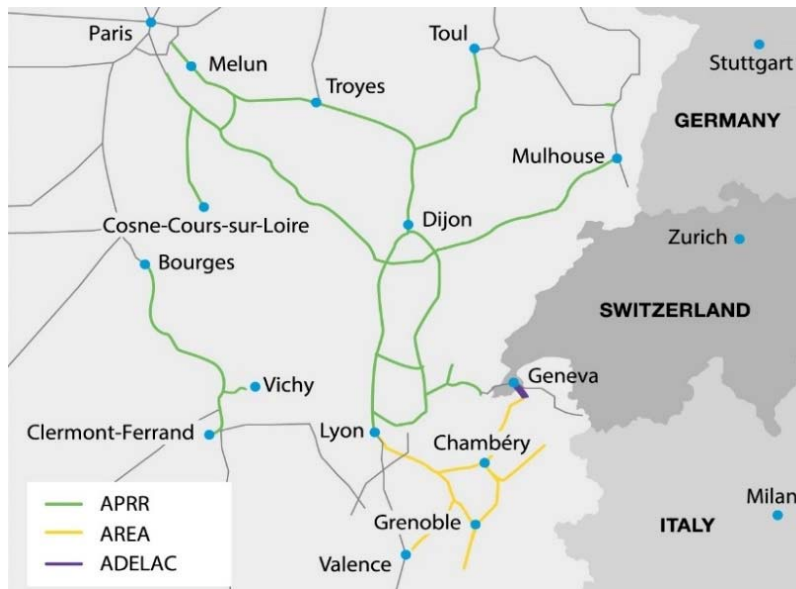 Paris
Melun
Troyes
Toul
Stuttgart
GERMANY
Mulhouse
Cosne-Cours-sur-Loire
Dijon
Bourges
Zurich
SWITZERLAND
Vichy
Geneva
Clermont-Ferrand
Lyon
Chambéry
Grenoble
Valence
Milan
ITALY
APRR
AREA
ADELAC